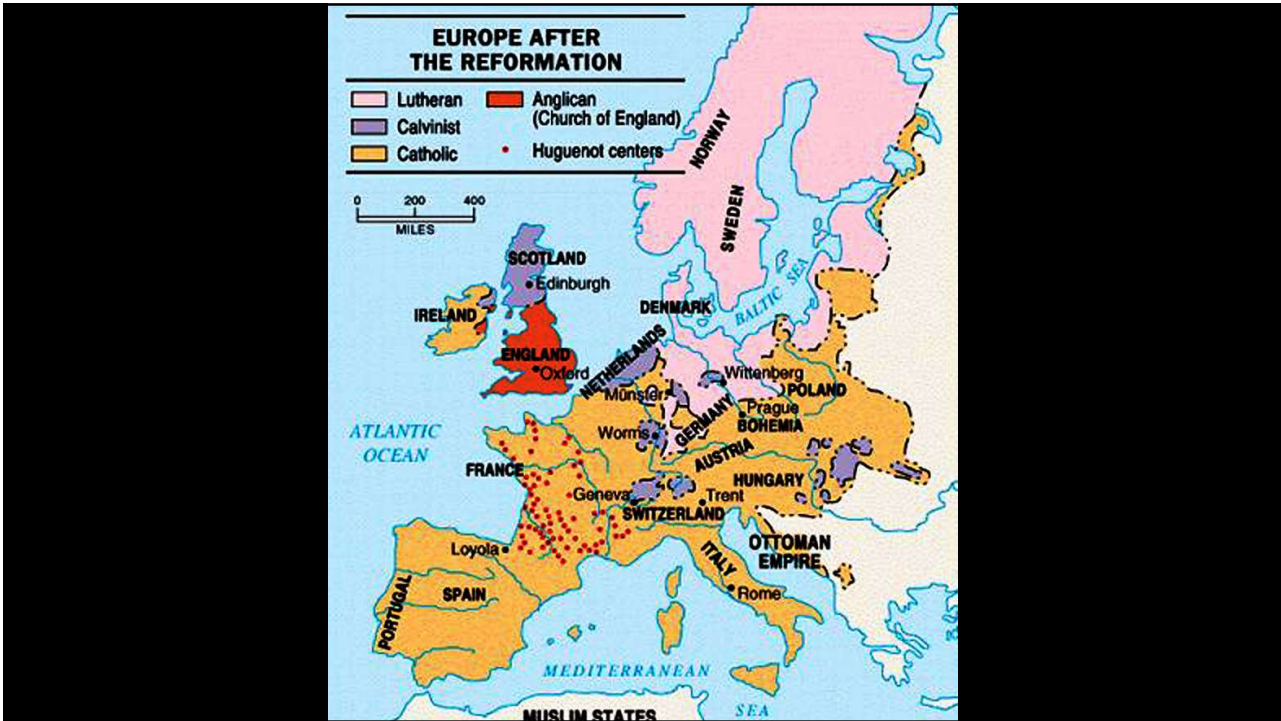 EUROPE AFTER
THE REFORMATION
Lutheran
Calvinist
Catholic
Anglican
(Church of England)
Huguenot centers
0 200 400
MILES
NORWAY
SWEDEN
SCOTLAND
Edinburgh
IRELAND
ENGLAND
Oxford
DENMARK
BALTIC SEA
NETHERLANDS
Münster
Wittenberg
POLAND
Prague
BOHEMIA
GERMANY
Worms
ATLANTIC
OCEAN
FRANCE
AUSTRIA
HUNGARY
Geneva
Trent
SWITZERLAND
OTTOMAN
EMPIRE
Loyola
ITALY
Rome
PORTUGAL
SPAIN
MEDITERRANEAN
SEA
MUSLIM STATES